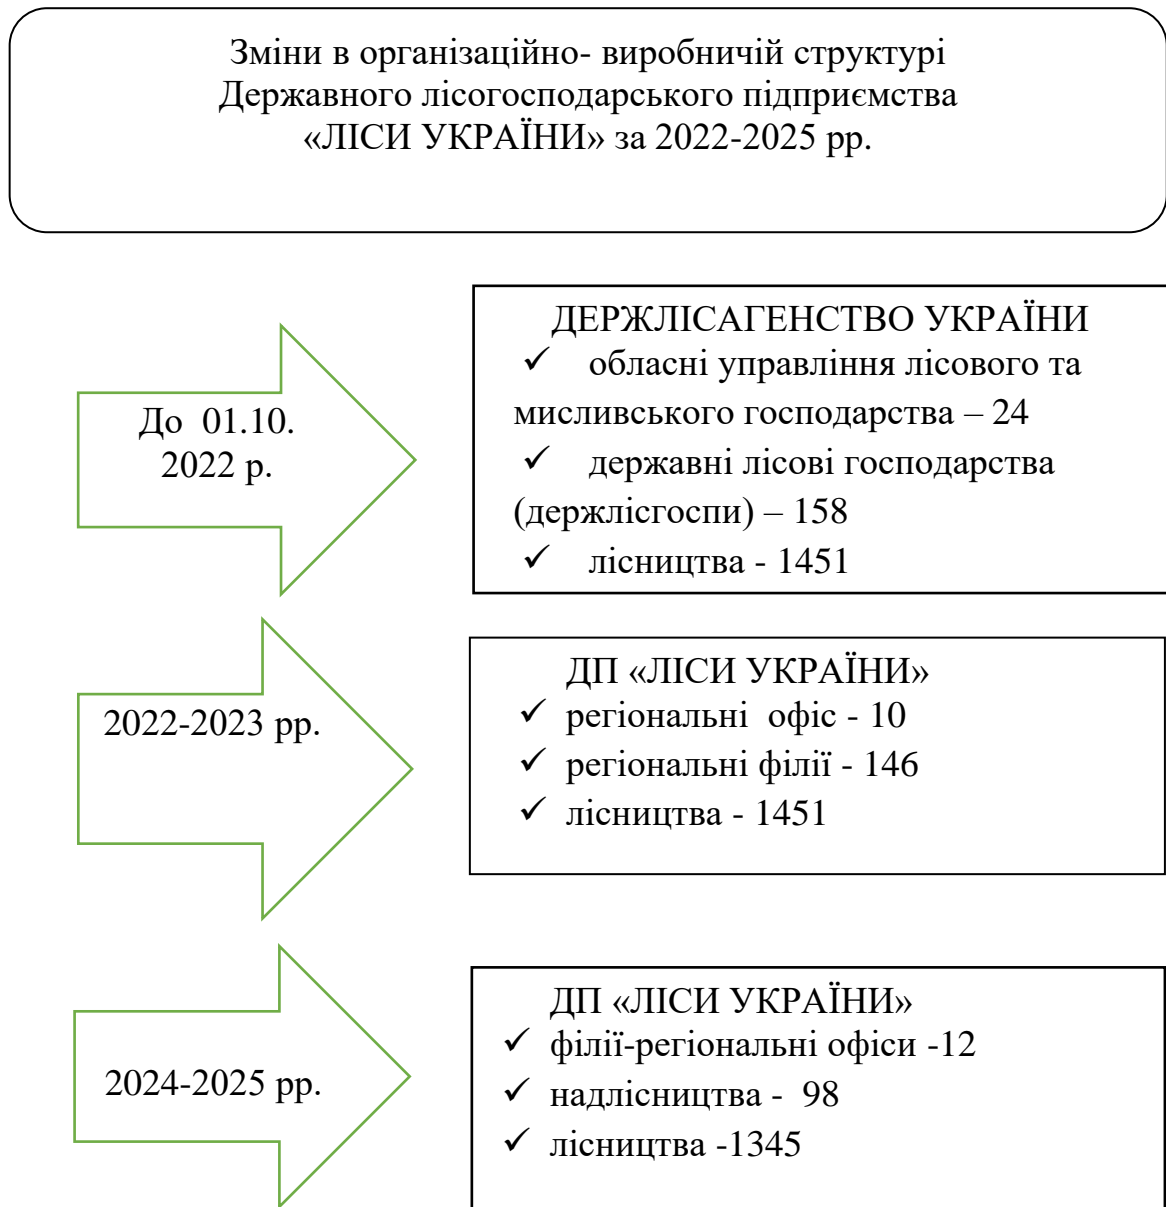 Зміни в організаційно- виробничій структурі
Державного лісогосподарського підприємства
«ЛІСИ УКРАЇНИ» за 2022-2025 рр.
До 01.10.
2022 р.
ДЕРЖЛІСАГЕНСТВО УКРАЇНИ
✓ обласні управління лісового та
мисливського господарства – 24
✓ державні лісові господарства
(держлісгоспи) – 158
✓ лісництва - 1451
2022-2023 рр.
ДП «ЛІСИ УКРАЇНИ»
✓ регіональні офіс - 10
✓ регіональні філії - 146
✓ лісництва - 1451
2024-2025 рр.
ДП «ЛІСИ УКРАЇНИ»
✓ філії-регіональні офіси -12
✓ надлісництва - 98
✓ лісництва -1345